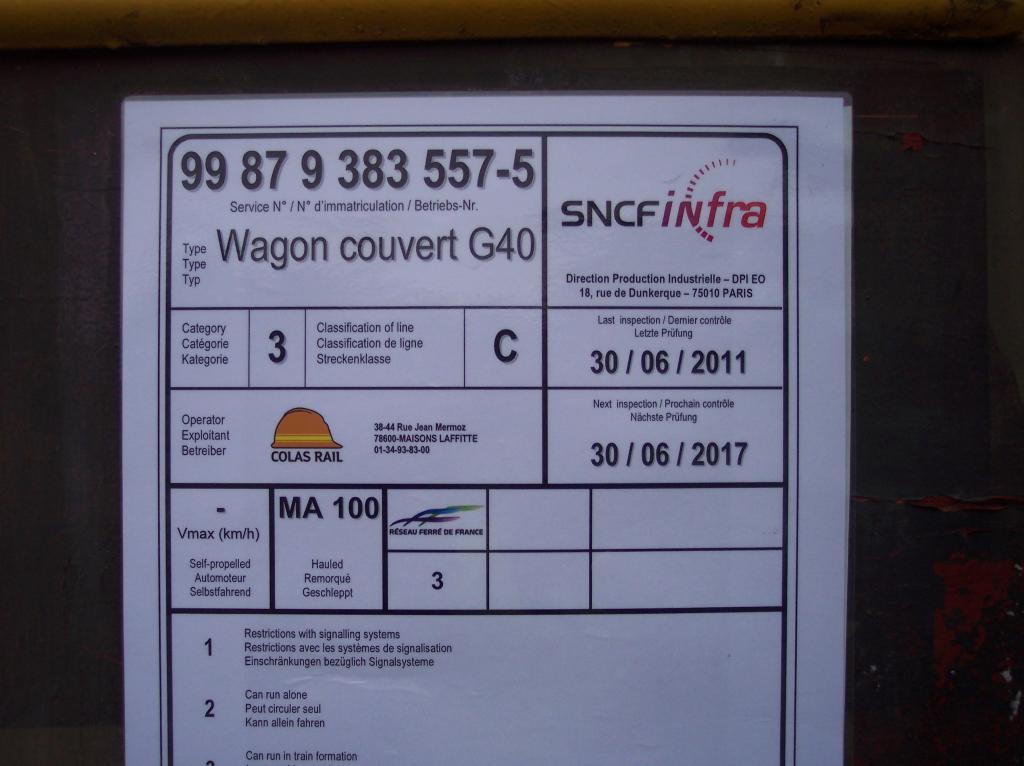 99 87 9 383 557-5
Service N° / N° d'immatriculation / Betriebs-Nr.
Type
Type
Typ
Wagon couvert G40
SNCF infra
Direction Production Industrielle – DPI EO
18, rue de Dunkerque – 75010 PARIS
Category
Catégorie
Kategorie
3
Classification of line
Classification de ligne
Streckenklasse
C
Last inspection / Dernier contrôle
Letzte Prüfung
30 / 06 / 2011
Operator
Exploitant
Betreiber
COLAS RAIL
38-44 Rue Jean Mermoz
78600-MAISONS LAFFITTE
01-34-93-83-00
Next inspection / Prochain contrôle
Nächste Prüfung
30 / 06 / 2017
-
Vmax (km/h)
Self-propelled
Automoteur
Selbstfahrend
MA 100
Hauled
Remorqué
Geschleppt
RÉSEAU FERRÉ DE FRANCE
3
1
Restrictions with signalling systems
Restrictions avec les systèmes de signalisation
Einschränkungen bezüglich Signalsysteme
2
Can run alone
Peut circuler seul
Kann allein fahren
Can run in train formation